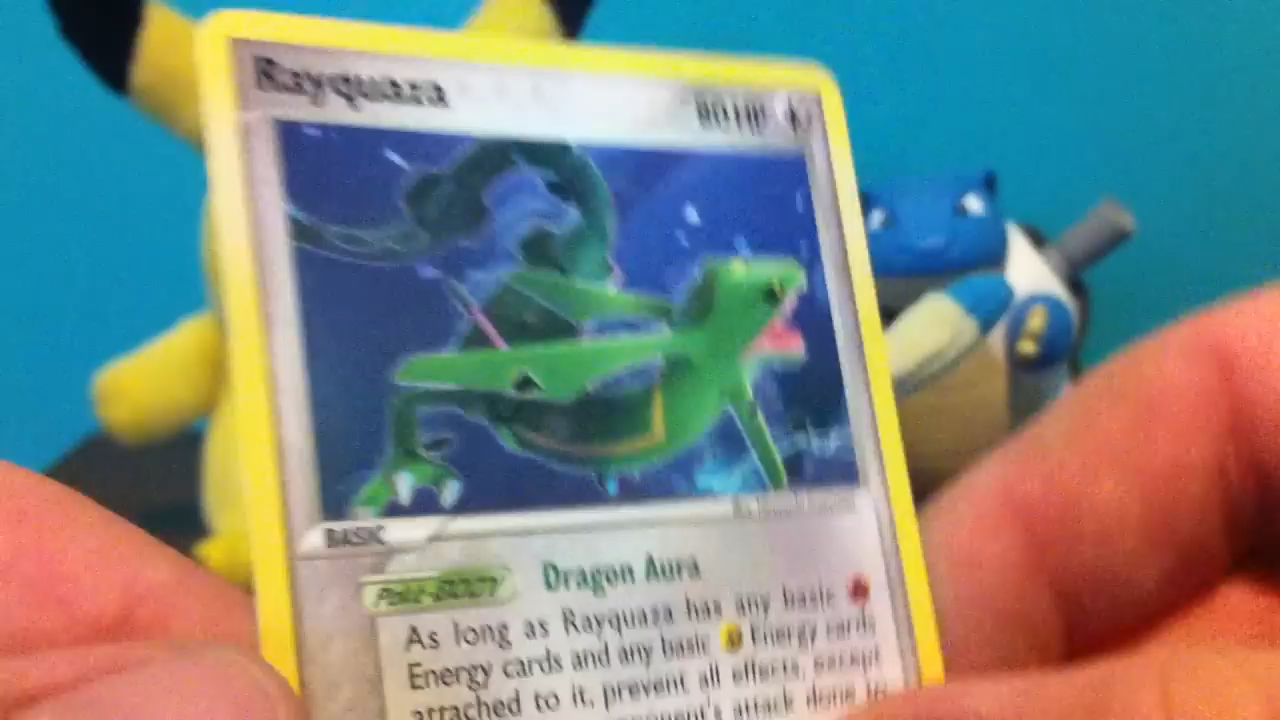 Rayquaza
80 HP
BASIC
Poké-BODY Dragon Aura
As long as Rayquaza has any basic
Energy cards and any basic Energy cards
attached to it, prevent all effects, except
opponent's attack done to